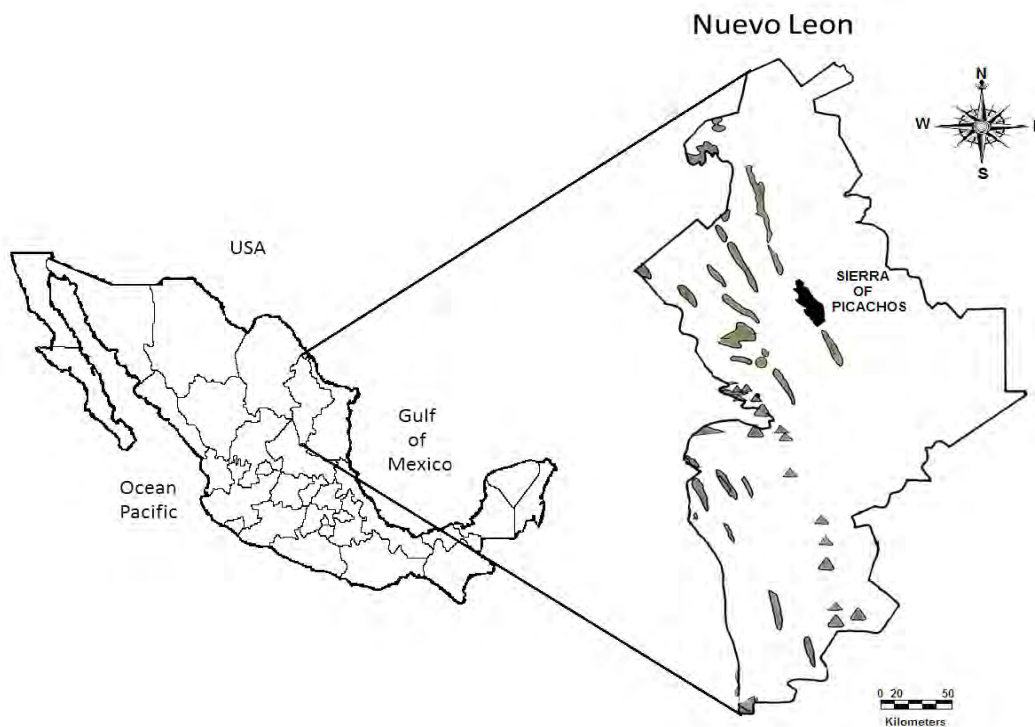 Nuevo Leon
N
W
S
USA
SIERRA
OF
PICACHOS
Gulf
of
Mexico
Ocean
Pacific
0 20 50
Kilometers